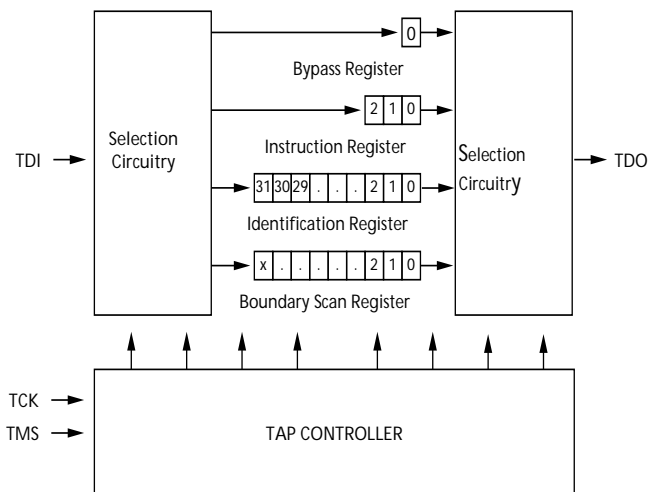 0
Bypass Register
2 1 0
Selection
Circuitry
Instruction Register
Selection
Circuitry
TDI
TDO
31 30 29 . . . 2 1 0
Identification Register
x . . . . . 2 1 0
Boundary Scan Register
TCK
TMS
TAP CONTROLLER